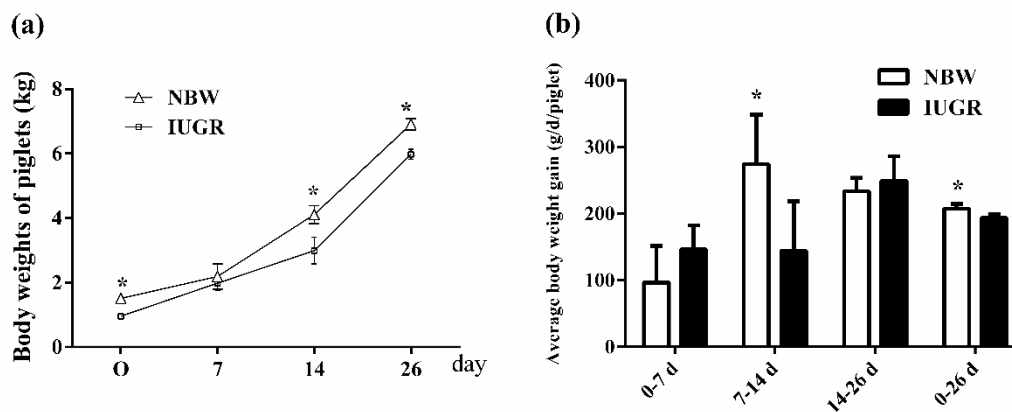 (a)
Body weights of piglets (kg)
8
6
4
2
0
NBW
IUGR
*
*
*
O 7 14 26 day
(b)
Average body weight gain (g/d/piglet)
400
300
200
100
0
NBW
IUGR
*
*
0-7 d
7-14 d
14-26 d
0-26 d